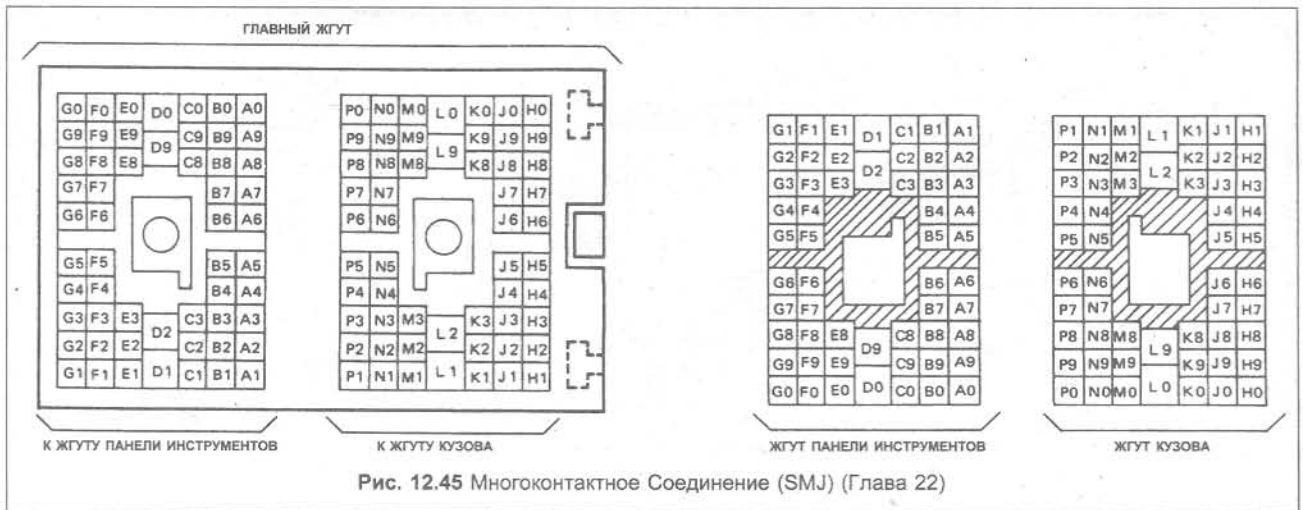 ГЛАВНЫЙ ЖГУТ
G0 F0 E0 D0 C0 B0 A0
G9 F9 E9 D9 C9 B9 A9
G8 F8 E8 C8 B8 A8
G7 F7 B7 A7
G6 F6 B6 A6
G5 F5 B5 A5
G4 F4 B4 A4
G3 F3 E3 D2 C3 B3 A3
G2 F2 E2 C2 B2 A2
G1 F1 E1 D1 C1 B1 A1
К ЖГУТУ ПАНЕЛИ ИНСТРУМЕНТОВ
P0 N0 M0 L0 K0 J0 H0
P9 N9 M9 L9 K9 J9 H9
P8 N8 M8 K8 J8 H8
P7 N7 J7 H7
P6 N6 J6 H6
P5 N5 J5 H5
P4 N4 J4 H4
P3 N3 M3 L2 K3 J3 H3
P2 N2 M2 K2 J2 H2
P1 N1 M1 L1 K1 J1 H1
К ЖГУТУ КУЗОВА
G1 F1 E1 D1 C1 B1 A1
G2 F2 E2 D2 C2 B2 A2
G3 F3 E3 C3 B3 A3
G4 F4 B4 A4
G5 F5 B5 A5
G6 F6 B6 A6
G7 F7 B7 A7
G8 F8 E8 D9 C8 B8 A8
G9 F9 E9 C9 B9 A9
G0 F0 E0 D0 C0 B0 A0
ЖГУТ ПАНЕЛИ ИНСТРУМЕНТОВ
P1 N1 M1 L1 K1 J1 H1
P2 N2 M2 L2 K2 J2 H2
P3 N3 M3 K3 J3 H3
P4 N4 J4 H4
P5 N5 J5 H5
P6 N6 J6 H6
P7 N7 J7 H7
P8 N8 M8 L9 K8 J8 H8
P9 N9 M9 K9 J9 H9
P0 N0 M0 L0 K0 J0 H0
ЖГУТ КУЗОВА
Рис. 12.45 Многоконтактное Соединение (SMJ) (Глава 22)